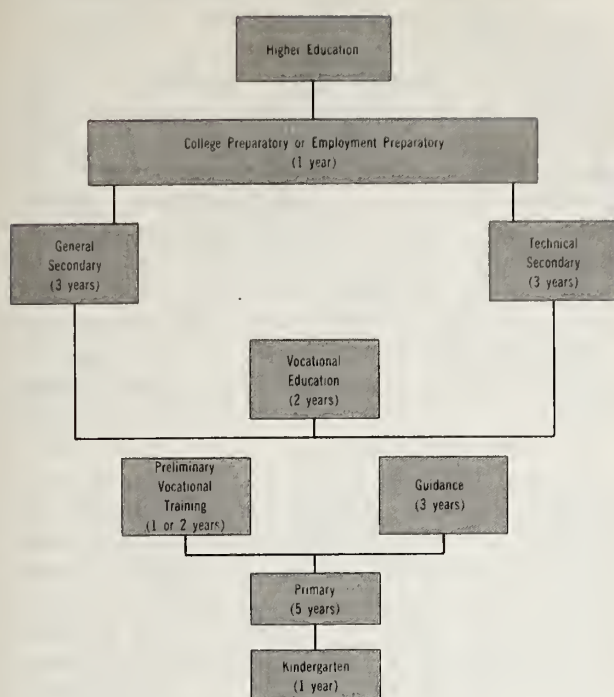 Higher Education
College Preparatory or Employment Preparatory
(1 year)
General
Secondary
(3 years)
Technical
Secondary
(3 years)
Vocational
Education
(2 years)
Preliminary
Vocational
Training
(1 or 2 years)
Guidance
(3 years)
Primary
(5 years)
Kindergarten
(1 year)